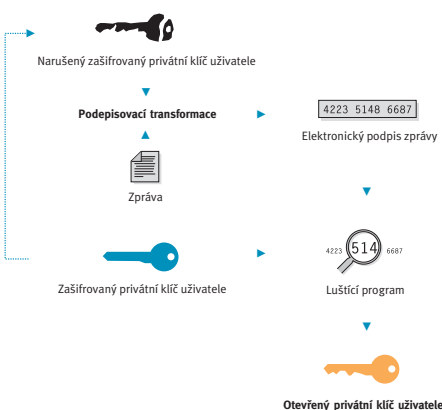 Narušený zašifrovaný privátní klíč uživatele
Podepisovací transformace
4223 5148 6687
Elektronický podpis zprávy
Zpráva
4223 514 6687
Zašifrovaný privátní klíč uživatele
Luštící program
Otevřený privátní klíč uživatele